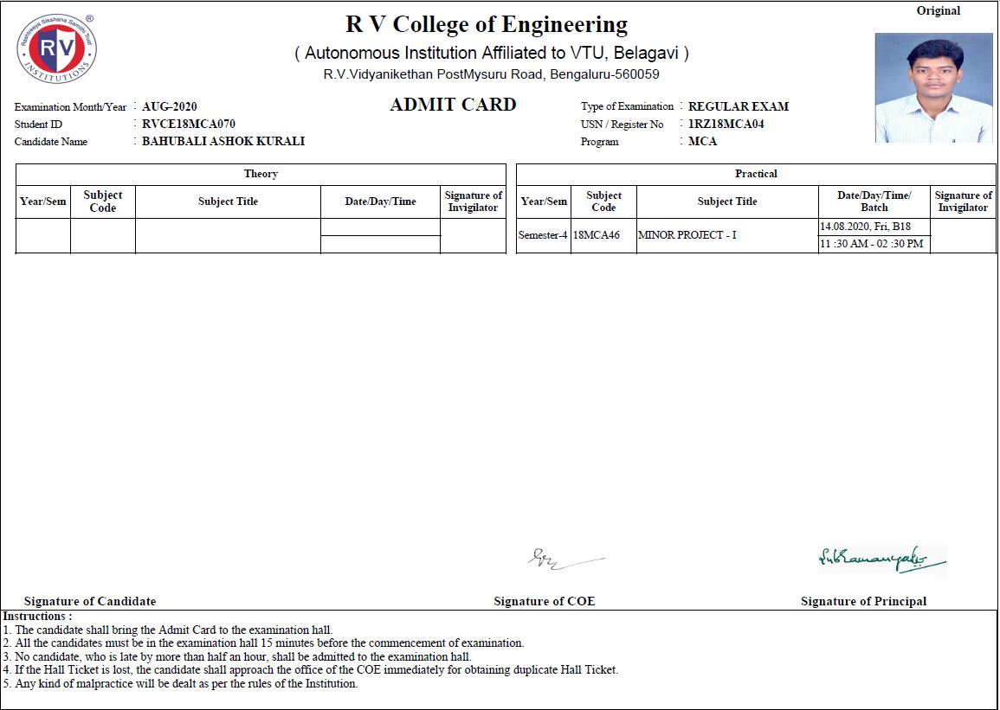 Original
Rashtreeya Sikshana Samithi Trust
®
RV
INSTITUTIONS
R V College of Engineering
( Autonomous Institution Affiliated to VTU, Belagavi )
R.V.Vidyanikethan PostMysuru Road, Bengaluru-560059
ADMIT CARD
Examination Month/Year : AUG-2020
Student ID : RVCE18MCA070
Candidate Name : BAHUBALI ASHOK KURALI
Type of Examination : REGULAR EXAM
USN / Register No : 1RZ18MCA04
Program : MCA
Theory
Year/Sem Subject Code Subject Title Date/Day/Time Signature of Invigilator
Practical
Year/Sem Subject Code Subject Title Date/Day/Time/ Batch Signature of Invigilator
Semester-4 18MCA46 MINOR PROJECT - I 14.08.2020, Fri, B18
11 :30 AM - 02 :30 PM
Signature of Candidate Signature of COE Signature of Principal
Instructions :
1. The candidate shall bring the Admit Card to the examination hall.
2. All the candidates must be in the examination hall 15 minutes before the commencement of examination.
3. No candidate, who is late by more than half an hour, shall be admitted to the examination hall.
4. If the Hall Ticket is lost, the candidate shall approach the office of the COE immediately for obtaining duplicate Hall Ticket.
5. Any kind of malpractice will be dealt as per the rules of the Institution.